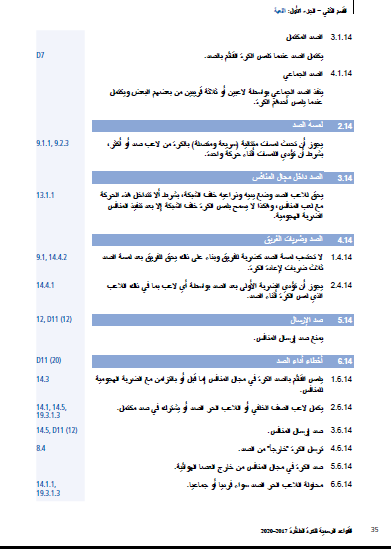 القسم الثاني – الجزء الأول: اللعبة
3.1.14 الصد المكتمل
D7 يكتمل الصد عندما تلمس الكرة القائم بالصد.
4.1.14 الصد الجماعي
ينفذ الصد الجماعي بواسطة لاعبين أو ثلاثة قريبين من بعضهم البعض ويكتمل
عندما يلمس أحدهم الكرة.
2.14 لمسة الصد
9.1.1, 9.2.3 يجوز أن تحدث لمسات متتالية (سريعة ومتصلة) بالكرة من لاعب صد أو أكثر،
بشرط أن تؤدي اللمسات أثناء حركة واحدة.
3.14 الصد داخل مجال المنافس
13.1.1 يحق للاعب الصد وضع يديه وذراعيه خلف الشبكة، بشرط ألا تتداخل هذه الحركة
مع لعب المنافس، وهكذا لا يسمح بلمس الكرة خلف الشبكة إلا بعد تنفيذ المنافس
الضربة الهجومية.
4.14 الصد وضربات الفريق
9.1, 14.4.2 1.4.14 لا تحتسب لمسة الصد كضربة للفريق وبناء على ذلك يحق للفريق بعد لمسة الصد
ثلاث ضربات لإعادة الكرة.
14.4.1 2.4.14 يجوز أن تؤدي الضربة الأولى بعد الصد بواسطة أي لاعب بما في ذلك اللاعب
الذي لمس الكرة أثناء الصد.
12, D11 (12) 5.14 صد الإرسال
يمنع صد إرسال المنافس.
D11 (20) 6.14 أخطاء أداء الصد
14.3 1.6.14 يلمس القائم بالصد الكرة في مجال المنافس إما قبل أو بالتزامن مع الضربة الهجومية
للمنافس.
14.1, 14.5, 2.6.14 يكمل لاعب الصف الخلفي أو اللاعب الحر الصد أو يشترك في صد مكتمل.
19.3.1.3
14.5, D11 (12) 3.6.14 صد إرسال المنافس.
8.4 4.6.14 ترسل الكرة "خارجاً" من الصد.
5.6.14 صد الكرة في مجال المنافس من خارج العصا الهوائية.
14.1.1, 6.6.14 محاولة اللاعب الحر الصد سواء فرديا أو جماعيا.
19.3.1.3
القواعد الرسمية للكرة الطائرة 2017–2020 35